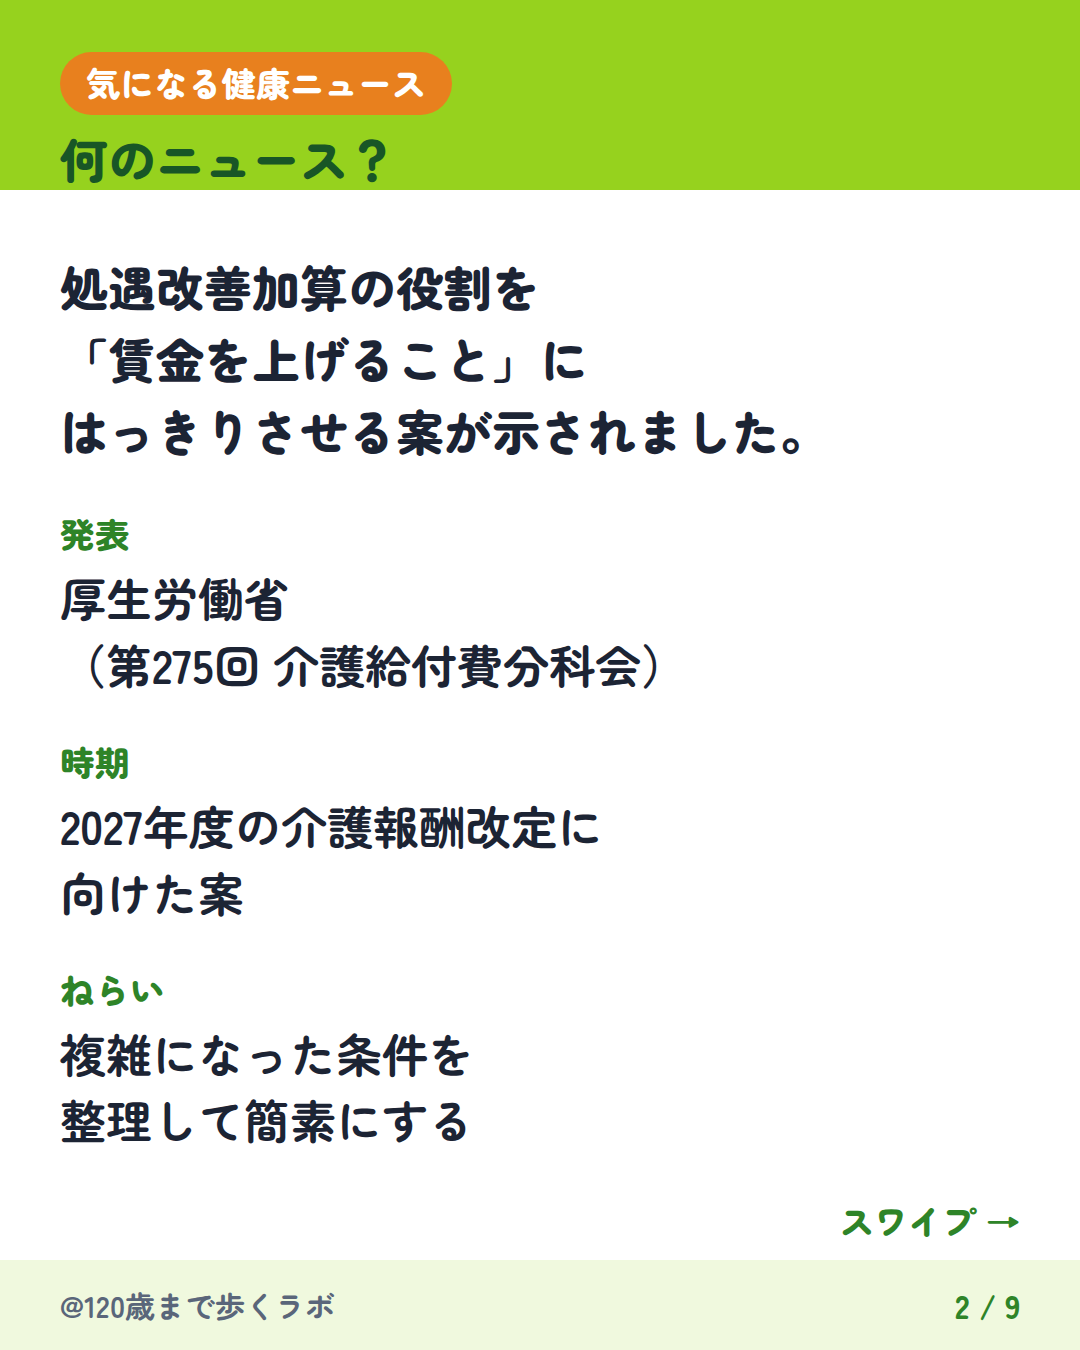 気になる健康ニュース
何のニュース？
処遇改善加算の役割を
「賃金を上げること」に
はっきりさせる案が示されました。
発表
厚生労働省
（第275回 介護給付費分科会）
時期
2027年度の介護報酬改定に
向けた案
ねらい
複雑になった条件を
整理して簡素にする
スワイプ →
@120歳まで歩くラボ
2 / 9